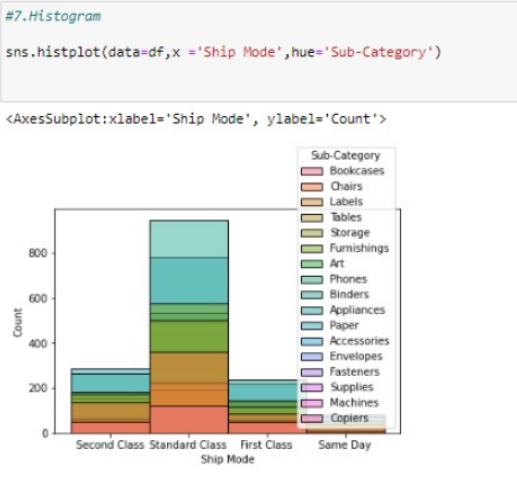 #7.Histogram
sns.histplot(data=df,x ='Ship Mode',hue='Sub-Category')
<AxesSubplot:xlabel='Ship Mode', ylabel='Count'>
Sub-Category
Bookcases
Chairs
Labels
Tables
Storage
Furnishings
Art
Phones
Binders
Appliances
Paper
Accessories
Envelopes
Fasteners
Supplies
Machines
Copiers
800
600
400
200
0
Count
Second Class Standard Class First Class Same Day
Ship Mode